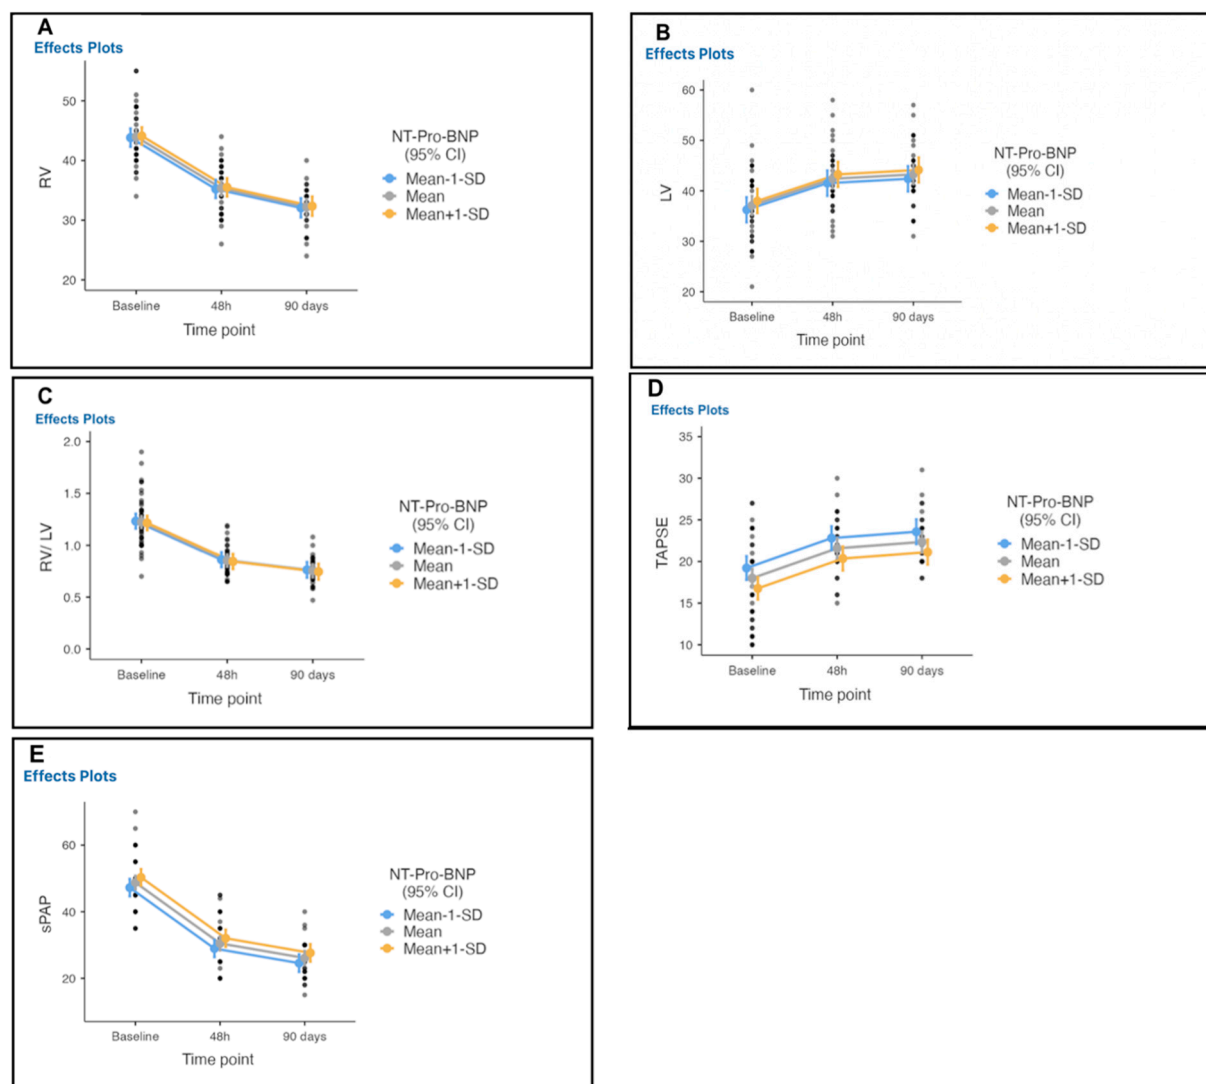 A
Effects Plots
RV
50
40
30
20
Baseline
48h
90 days
Time point
NT-Pro-BNP
(95% CI)
Mean-1-SD
Mean
Mean+1-SD
B
Effects Plots
LV
60
50
40
30
20
Baseline
48h
90 days
Time point
NT-Pro-BNP
(95% CI)
Mean-1-SD
Mean
Mean+1-SD
C
Effects Plots
RV/ LV
2.0
1.5
1.0
0.5
0.0
Baseline
48h
90 days
Time point
NT-Pro-BNP
(95% CI)
Mean-1-SD
Mean
Mean+1-SD
D
Effects Plots
TAPSE
35
30
25
20
15
10
Baseline
48h
90 days
Time point
NT-Pro-BNP
(95% CI)
Mean-1-SD
Mean
Mean+1-SD
E
Effects Plots
sPAP
60
40
20
Baseline
48h
90 days
Time point
NT-Pro-BNP
(95% CI)
Mean-1-SD
Mean
Mean+1-SD